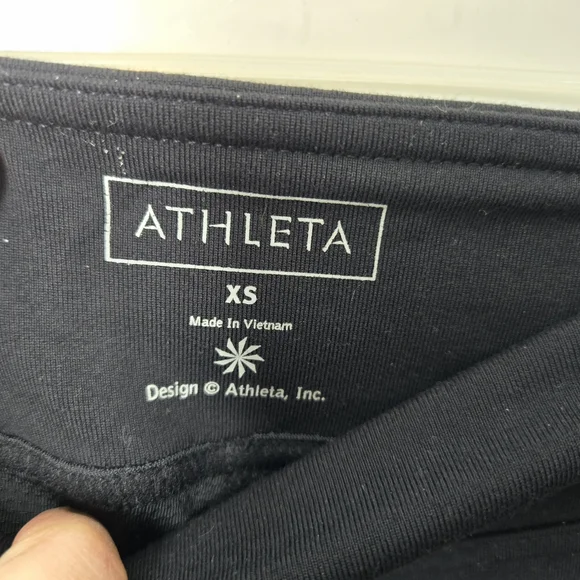 ATHLETA
XS
Made In Vietnam
Design © Athleta, Inc.